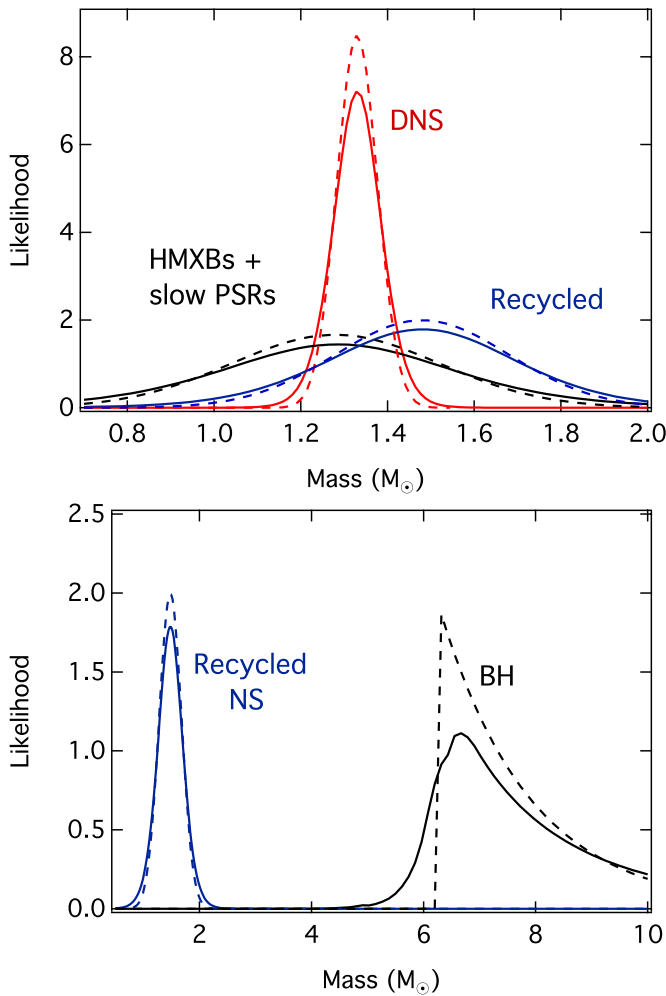 8
6
4
2
0
Likelihood
DNS
HMXBs +
slow PSRs
Recycled
0.8 1.0 1.2 1.4 1.6 1.8 2.0
Mass (M☉)
2.5
2.0
1.5
1.0
0.5
0.0
Likelihood
Recycled
NS
BH
2 4 6 8 10
Mass (M☉)